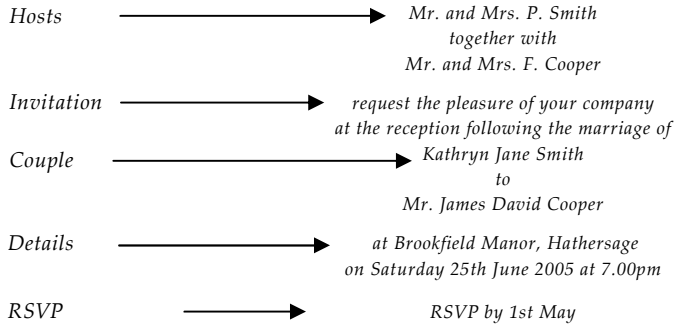 Hosts
Mr. and Mrs. P. Smith
together with
Mr. and Mrs. F. Cooper
Invitation
request the pleasure of your company
at the reception following the marriage of
Couple
Kathryn Jane Smith
to
Mr. James David Cooper
Details
at Brookfield Manor, Hathersage
on Saturday 25th June 2005 at 7.00pm
RSVP
RSVP by 1st May